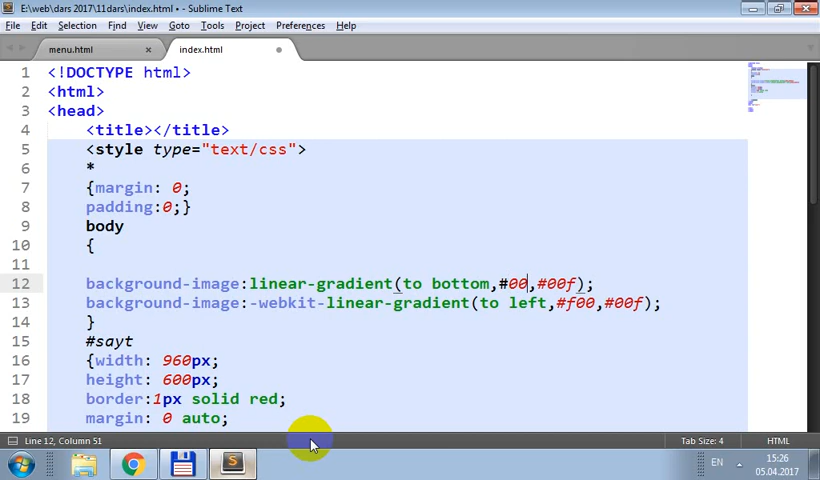 E:\web\dars 2017\11dars\index.html • - Sublime Text
File Edit Selection Find View Goto Tools Project Preferences Help
menu.html × index.html
1 <!DOCTYPE html>
2 <html>
3 <head>
4 <title></title>
5 <style type="text/css">
6 *
7 {margin: 0;
8 padding:0;}
9 body
10 {
11
12 background-image:linear-gradient(to bottom,#00,#00f);
13 background-image:-webkit-linear-gradient(to left,#f00,#00f);
14 }
15 #sayt
16 {width: 960px;
17 height: 600px;
18 border:1px solid red;
19 margin: 0 auto;
Line 12, Column 51 Tab Size: 4 HTML
EN 15:26
05.04.2017